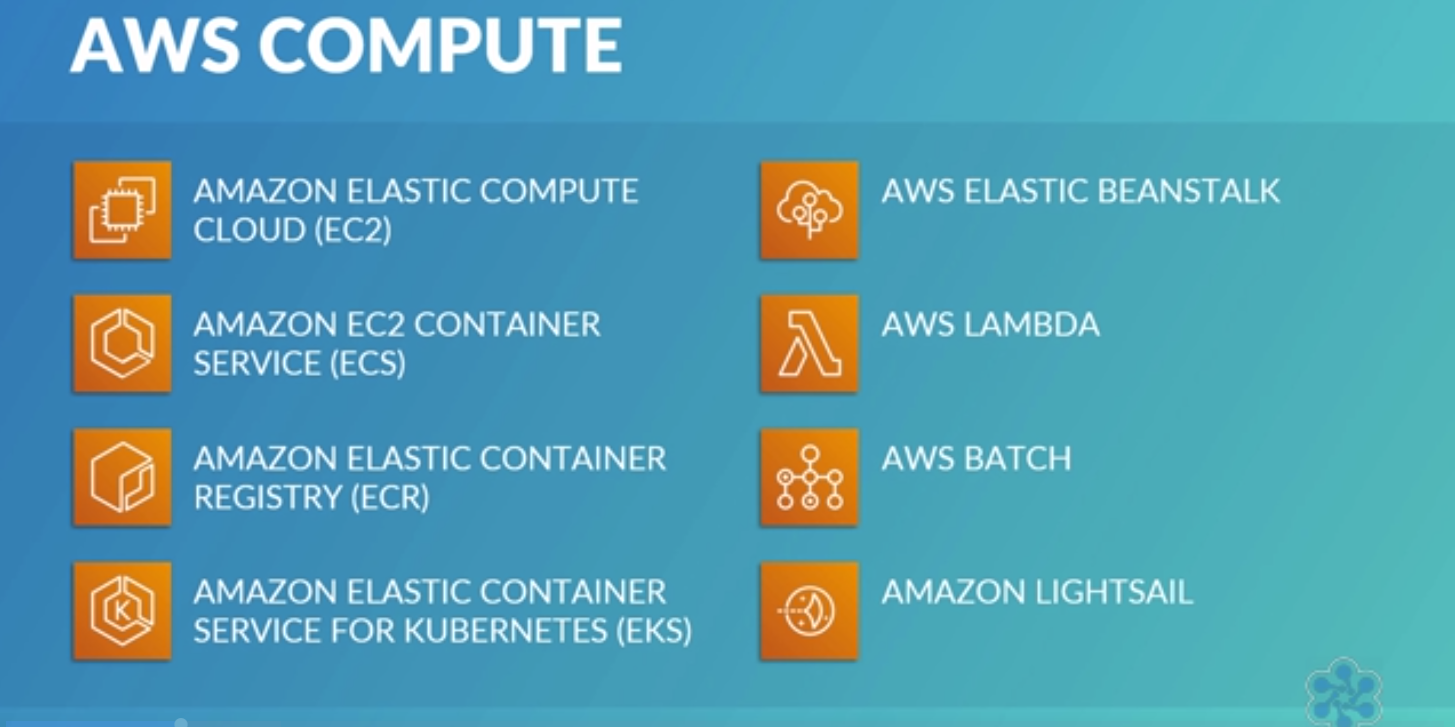 AWS COMPUTE
AMAZON ELASTIC COMPUTE
CLOUD (EC2)
AMAZON EC2 CONTAINER
SERVICE (ECS)
AMAZON ELASTIC CONTAINER
REGISTRY (ECR)
K
AMAZON ELASTIC CONTAINER
SERVICE FOR KUBERNETES (EKS)
AWS ELASTIC BEANSTALK
AWS LAMBDA
AWS BATCH
AMAZON LIGHTSAIL